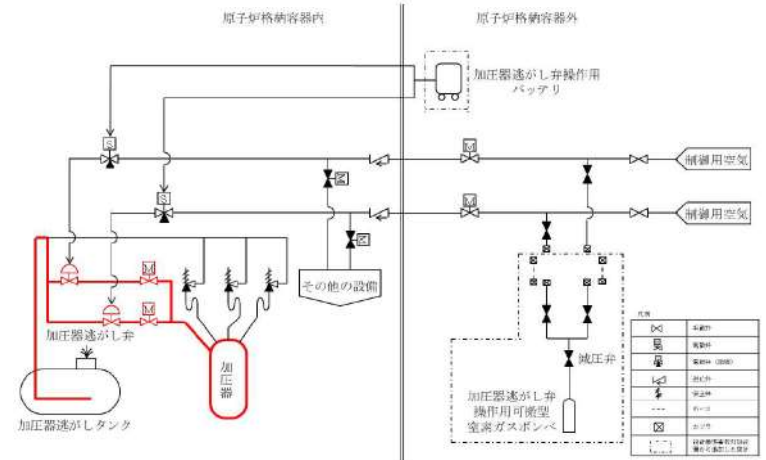 原子炉格納容器内
原子炉格納容器外
加圧器逃がし弁操作用
バッテリ
S
M
制御用空気
S
M
制御用空気
M
M
その他の設備
加圧器逃がし弁
加圧器
減圧弁
加圧器逃がし弁
操作用可搬型
窒素ガスボンベ
加圧器逃がしタンク